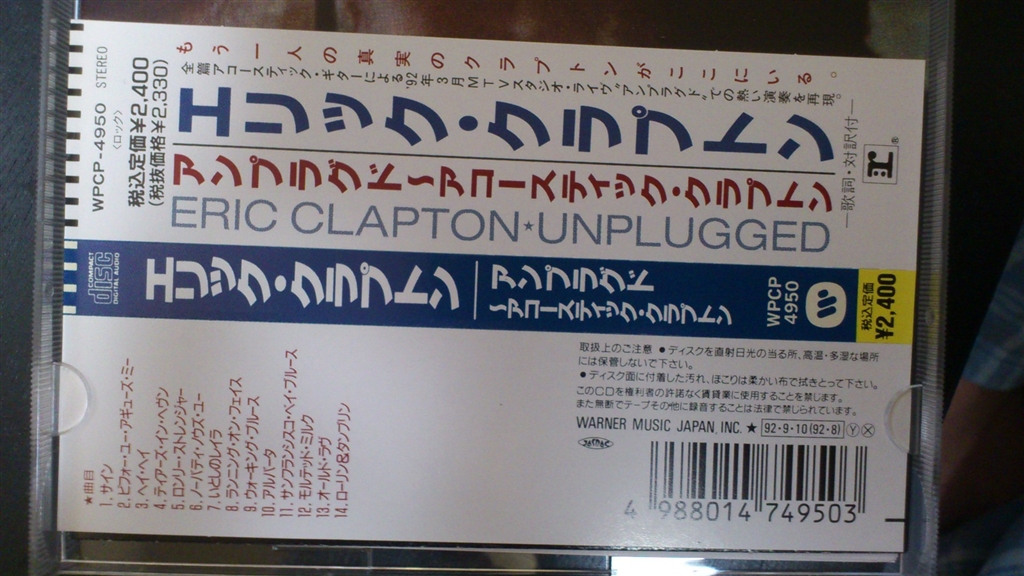 もう一人の真実のクラプトンがここにいる。
全篇アコースティック・ギターによる'92年3月MTVスタジオ・ライヴ"アンプラグド"での熱い演奏を再現。
エリック・クラプトン
アンプラグド〜アコースティック・クラプトン
ERIC CLAPTON★UNPLUGGED
WPCP-4950 STEREO
〈ロック〉
税込定価¥2,400
(税抜価格¥2,330)
—歌詞・対訳付—
r®
COMPACT
disc
DIGITAL AUDIO
エリック・クラプトン
アンプラグド
〜アコースティック・クラプトン
WPCP
4950
税込定価
¥2,400
★曲目
1. サイン
2. ビフォー・ユー・アキューズ・ミー
3. ヘイ・ヘイ
4. ティアーズ・イン・ヘヴン
5. ロンリー・ストレンジャー
6. ノーバディ・ノウズ・ユー
7. いとしのレイラ
8. ランニング・オン・フェイス
9. ウォーキング・ブルース
10. アルバータ
11. サンフランシスコ・ベイ・ブルース
12. モルテッド・ミルク
13. オールド・ラヴ
14. ローリン&タンブリン
取扱上のご注意 ●ディスクを直射日光の当る所、高温・多湿な場所
には保管しないで下さい。
●ディスク面に付着した汚れ、ほこりは柔かい布で拭きとって下さい。
このCDを権利者の許諾なく賃貸業に使用することを禁じます。
また無断でテープその他に録音することは法律で禁じられています。
WARNER MUSIC JAPAN, INC. ★ 92・9・10(92・8) Ⓨ Ⓧ
JASRAC
4 988014 749503